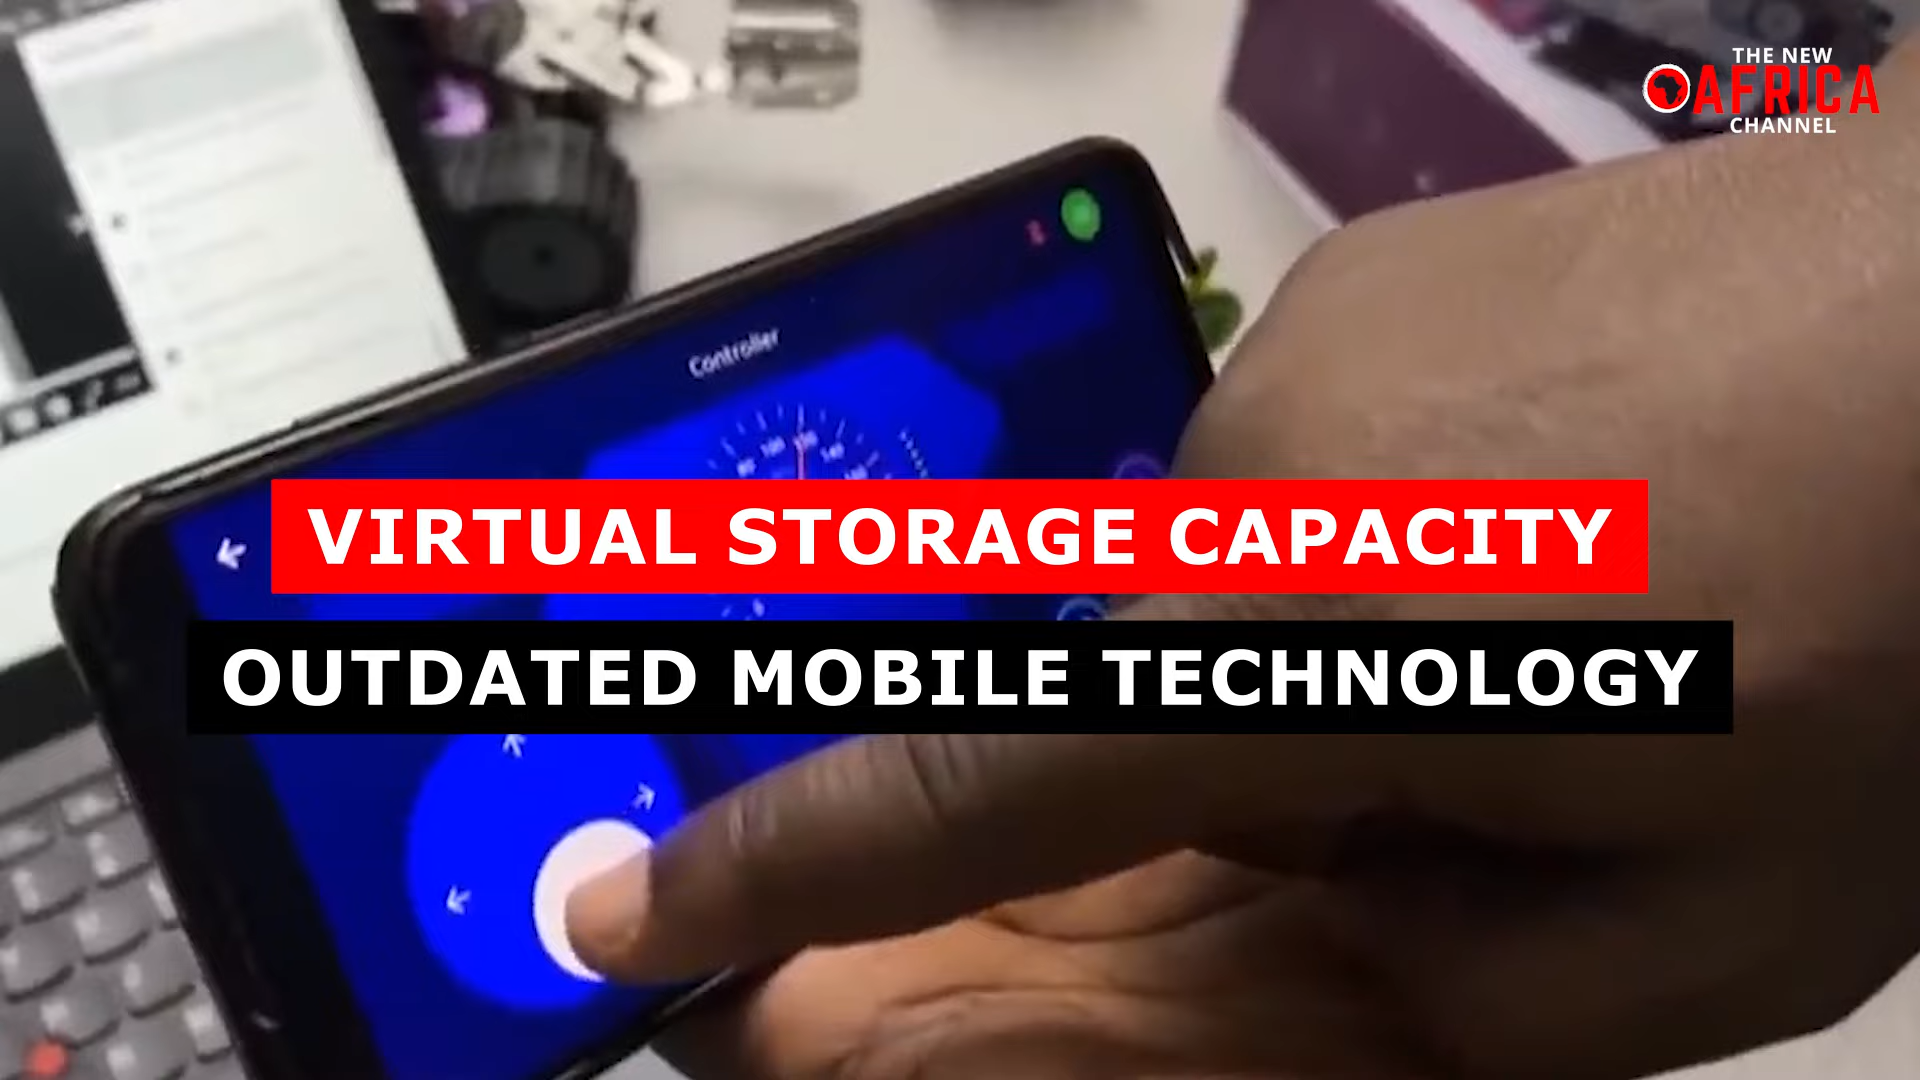 THE NEW
AFRICA
CHANNEL
Controller
VIRTUAL STORAGE CAPACITY
OUTDATED MOBILE TECHNOLOGY